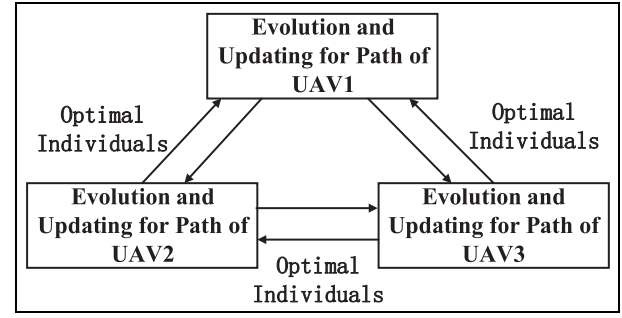 Evolution and
Updating for Path of
UAV1
Optimal
Individuals
Optimal
Individuals
Evolution and
Updating for Path of
UAV2
Evolution and
Updating for Path of
UAV3
Optimal
Individuals